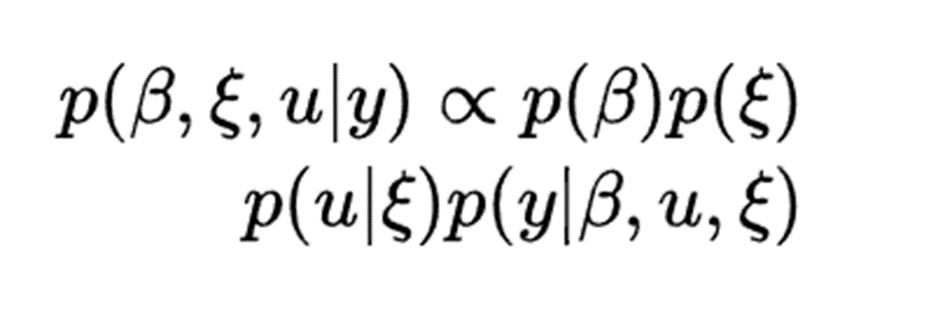 p(β, ξ, u|y) ∝ p(β)p(ξ)
p(u|ξ)p(y|β, u, ξ)